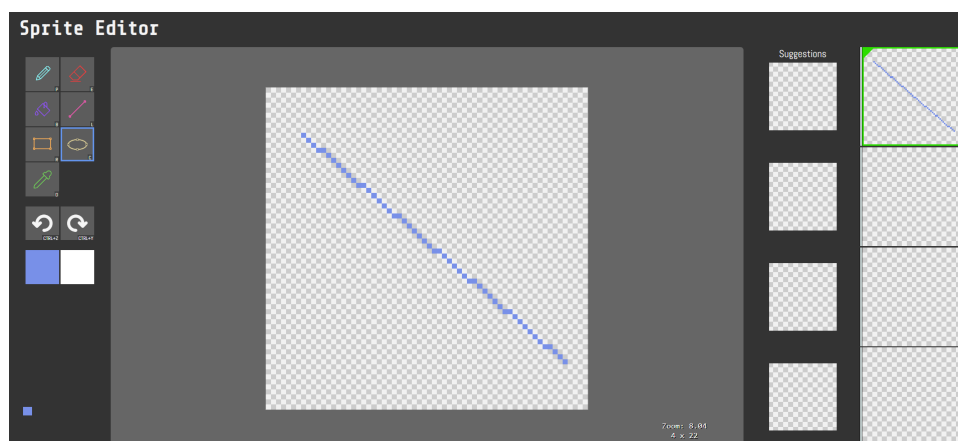 Sprite Editor
Suggestions
CTRL+Z
CTRL+Y
Zoom: 8.04
4 x 22